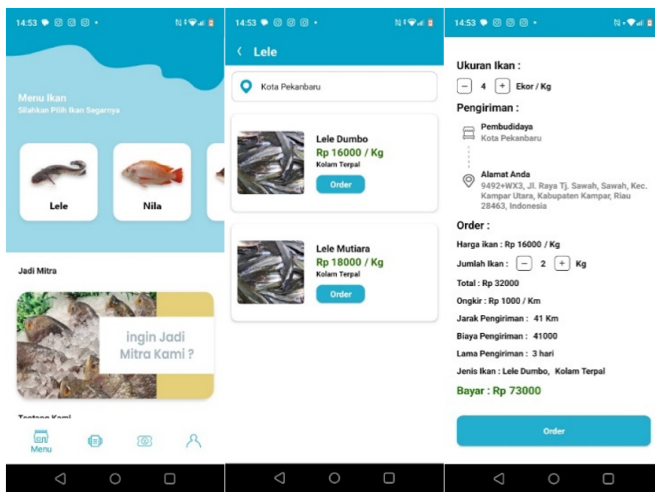 14:53
Menu Ikan
Silahkan Pilih Ikan Segarnya
Lele
Nila
Jadi Mitra
ingin Jadi
Mitra Kami ?
Tentang Kami
Menu
14:53
Lele
Kota Pekanbaru
Lele Dumbo
Rp 16000 / Kg
Kolam Terpal
Order
Lele Mutiara
Rp 18000 / Kg
Kolam Terpal
Order
14:53
Ukuran Ikan :
− 4 + Ekor / Kg
Pengiriman :
Pembudidaya
Kota Pekanbaru
Alamat Anda
9492+WX3, Jl. Raya Tj. Sawah, Sawah, Kec.
Kampar Utara, Kabupaten Kampar, Riau
28463, Indonesia
Order :
Harga ikan : Rp 16000 / Kg
Jumlah Ikan : − 2 + Kg
Total : Rp 32000
Ongkir : Rp 1000 / Km
Jarak Pengiriman : 41 Km
Biaya Pengiriman : 41000
Lama Pengiriman : 3 hari
Jenis Ikan : Lele Dumbo, Kolam Terpal
Bayar : Rp 73000
Order